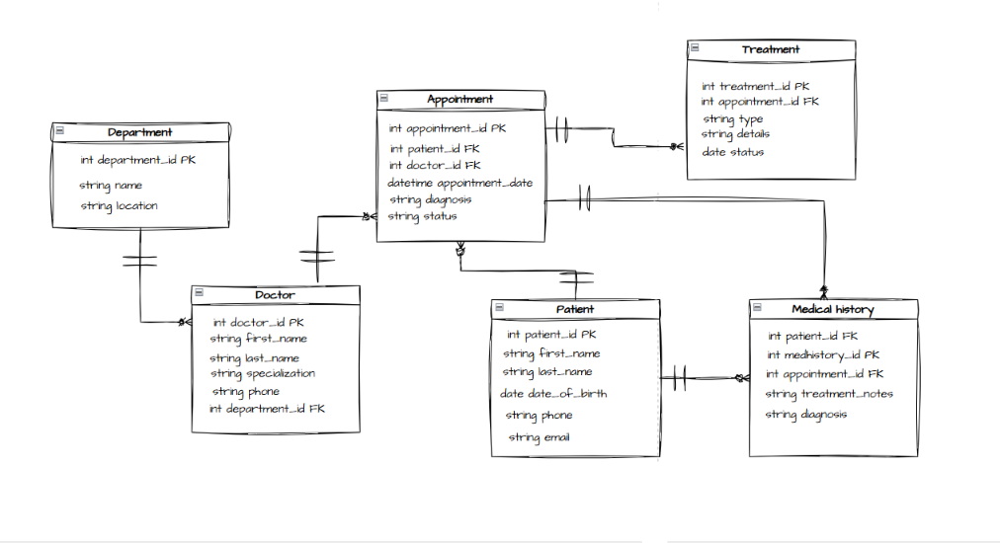 Treatment
int treatment_id PK
int appointment_id FK
string type
string details
date status
Appointment
int appointment_id PK
int patient_id FK
int doctor_id FK
datetime appointment_date
string diagnosis
string status
Department
int department_id PK
string name
string location
Doctor
int doctor_id PK
string first_name
string last_name
string specialization
string phone
int department_id FK
Patient
int patient_id PK
string first_name
string last_name
date date_of_birth
string phone
string email
Medical history
int patient_id FK
int medhistory_id PK
int appointment_id FK
string treatment_notes
string diagnosis